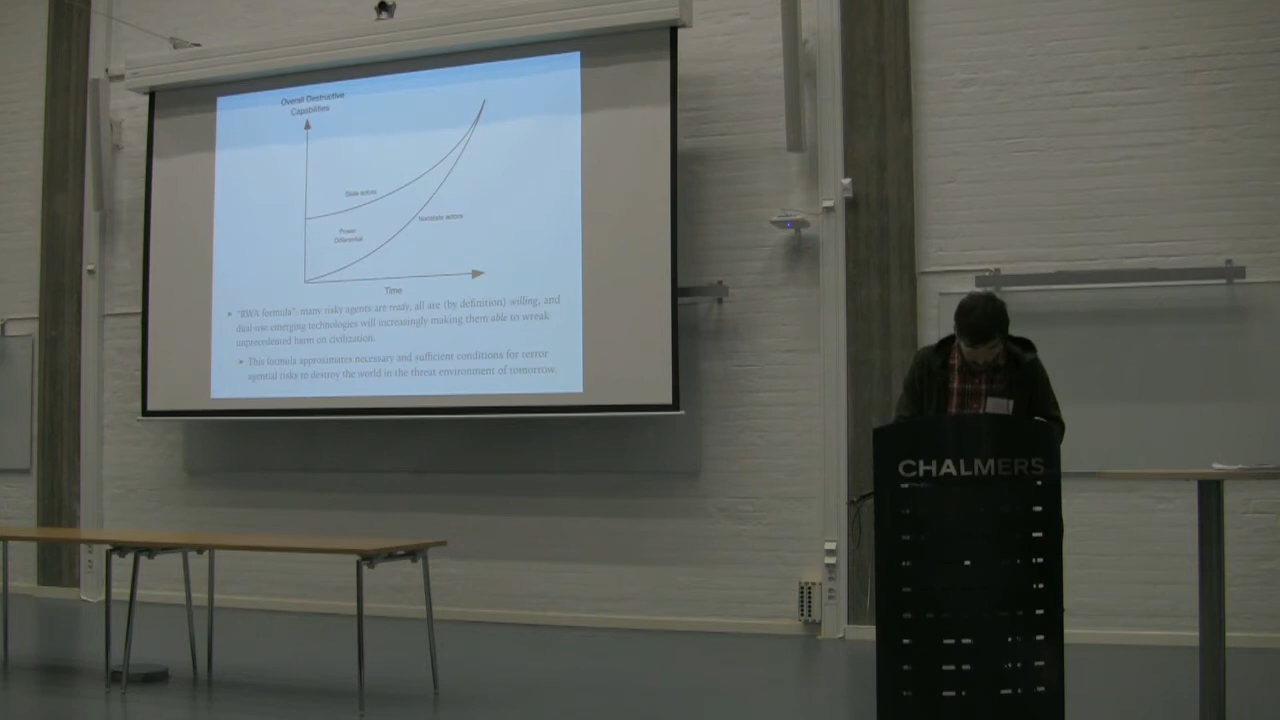 Overall Destructive
Capabilities
State actors
Nonstate actors
Power
Differential
Time
"RWA formula": many risky agents are ready, all are (by definition) willing, and
dual-use emerging technologies will increasingly making them able to wreak
unprecedented harm on civilization.
This formula approximates necessary and sufficient conditions for terror
agential risks to destroy the world in the threat environment of tomorrow.
CHALMERS